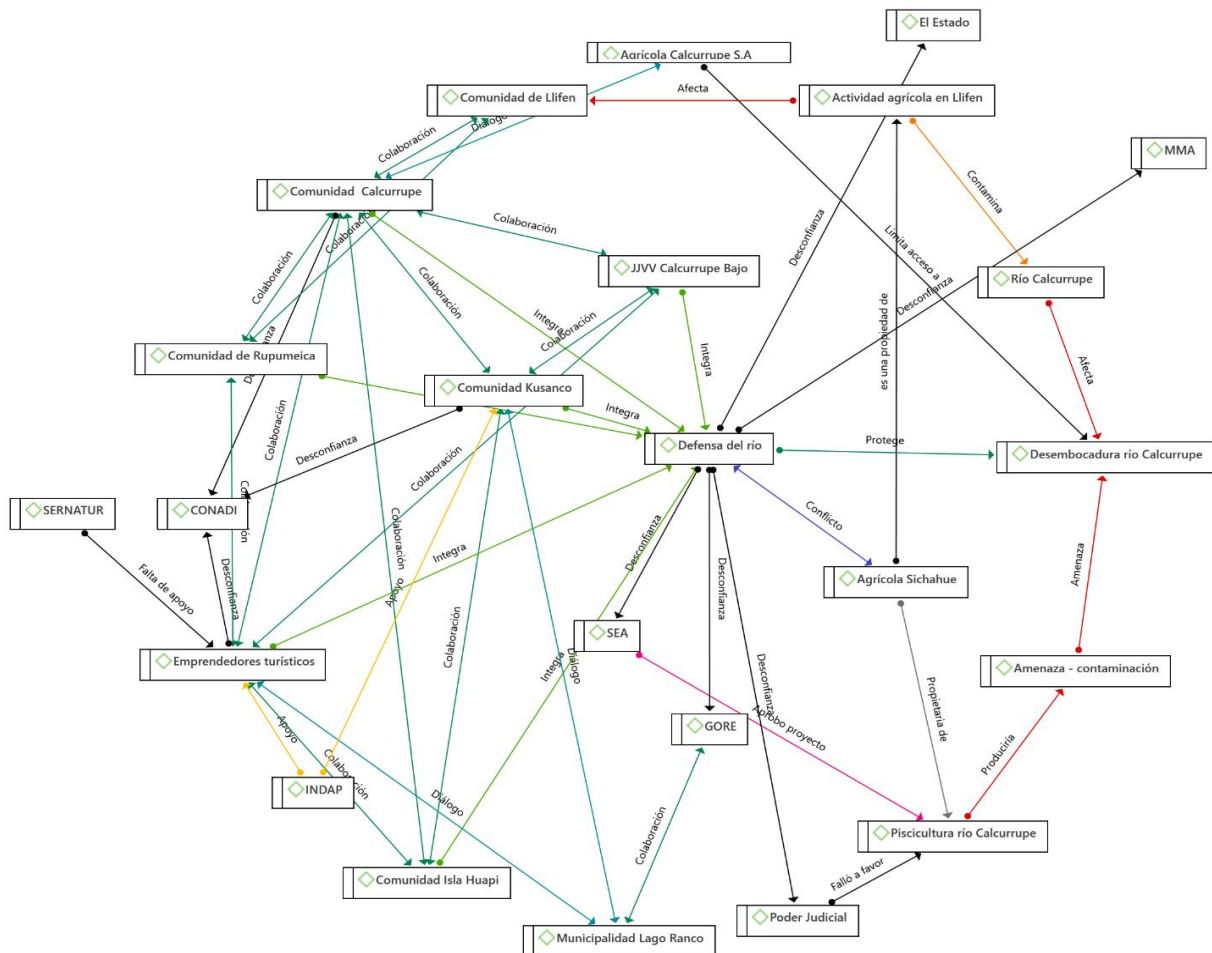 El Estado
Agrícola Calcurrupe S.A
Comunidad de Llifen
Afecta
Actividad agrícola en Llifen
Colaboración
Diálogo
MMA
Contamina
Comunidad Calcurrupe
Colaboración
Colaboración
Desconfianza
Limita acceso a
JJVV Calcurrupe Bajo
Río Calcurrupe
Colaboración
Colaboración
Desconfianza
es una propiedad de
Integra
Colaboración
Integra
Afecta
Comunidad de Rupumeica
Comunidad Kusanco
Integra
Colaboración
Desconfianza
Defensa del río
Protege
Desembocadura río Calcurrupe
Colaboración
SERNATUR
CONADI
Conflicto
Colaboración
Integra
Desconfianza
Desconfianza
Amenaza
Falta de apoyo
Desconfianza
Apoyo
Agrícola Sichahue
SEA
Colaboración
Emprendedores turísticos
Integra
Diálogo
Desconfianza
Amenaza - contaminación
Propietaria de
GORE
Aprobo proyecto
Apoyo
Colaboración
Produciría
INDAP
Diálogo
Colaboración
Piscicultura río Calcurrupe
Comunidad Isla Huapi
Falló a favor
Poder Judicial
Municipalidad Lago Ranco